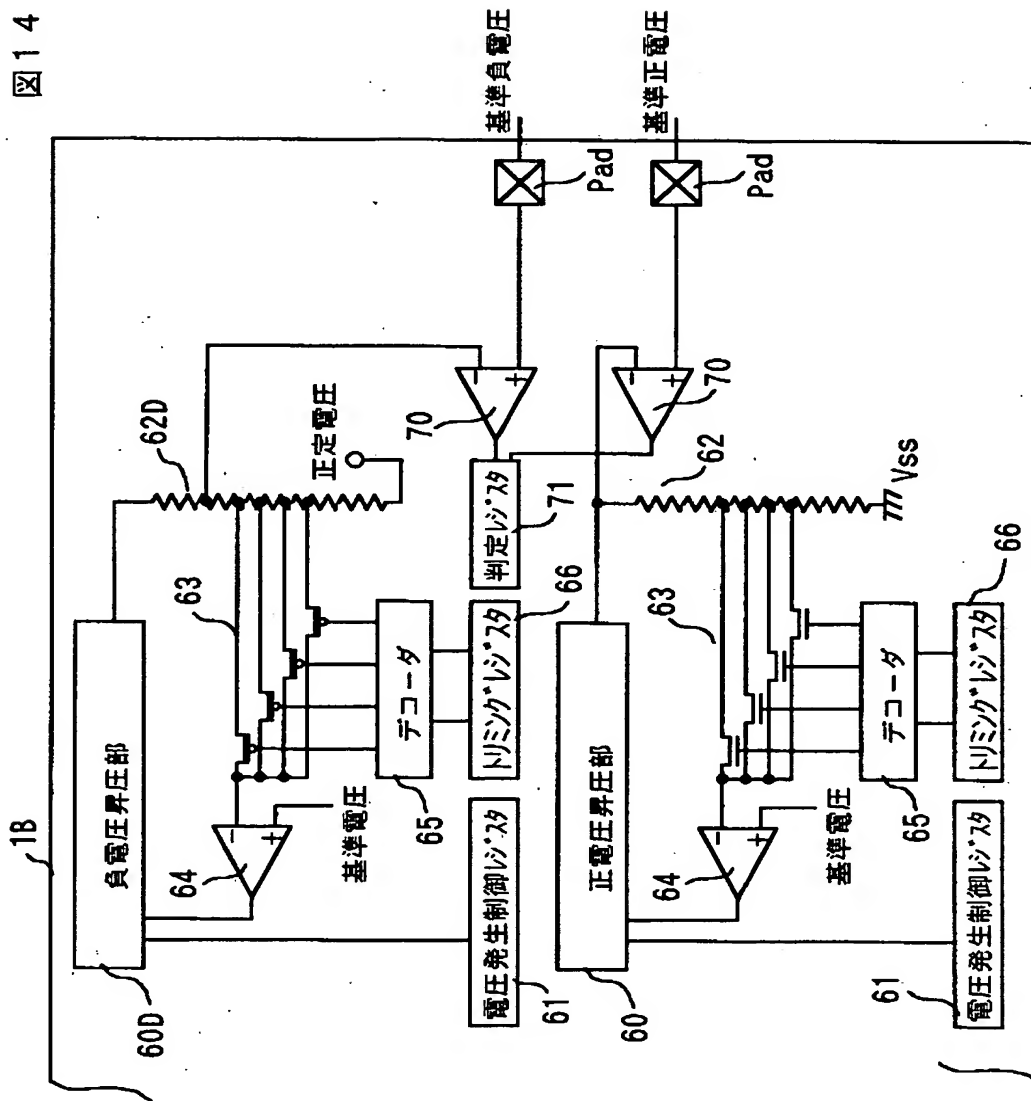 図14
1B
負電圧昇圧部
60D
62D
63
64
基準電圧
デコーダ
65
トリミングレジスタ
66
電圧発生制御レジスタ
61
正定電圧
70
判定レジスタ
71
基準負電圧
Pad
基準正電圧
Pad
70
正電圧昇圧部
60
62
63
64
基準電圧
デコーダ
65
トリミングレジスタ
66
電圧発生制御レジスタ
61
Vss